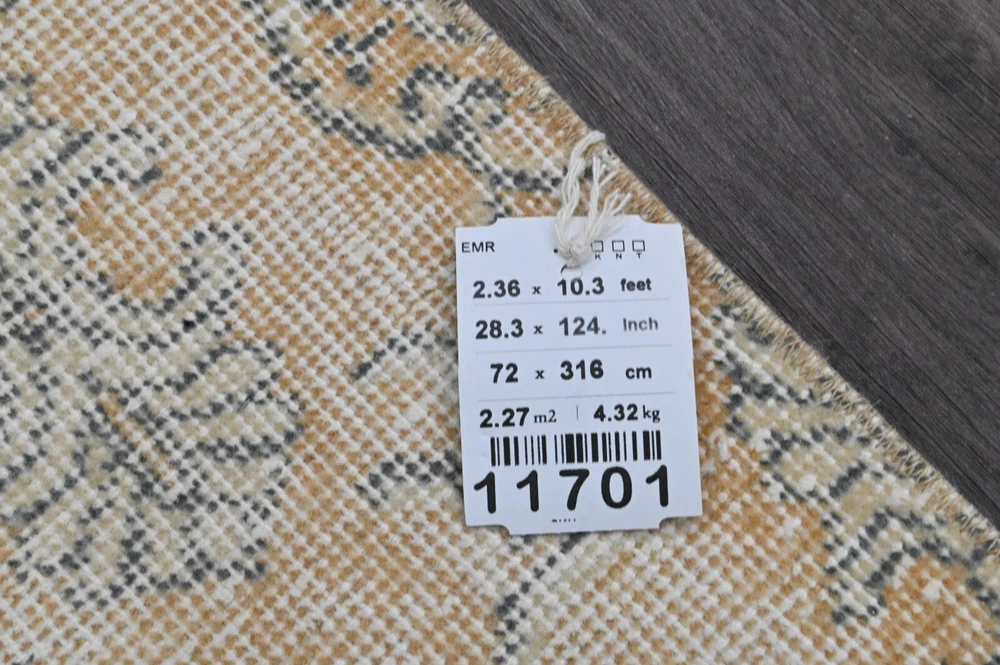 EMR K N T
2.36 x 10.3 feet
28.3 x 124. Inch
72 x 316 cm
2.27 m2 | 4.32 kg
11701